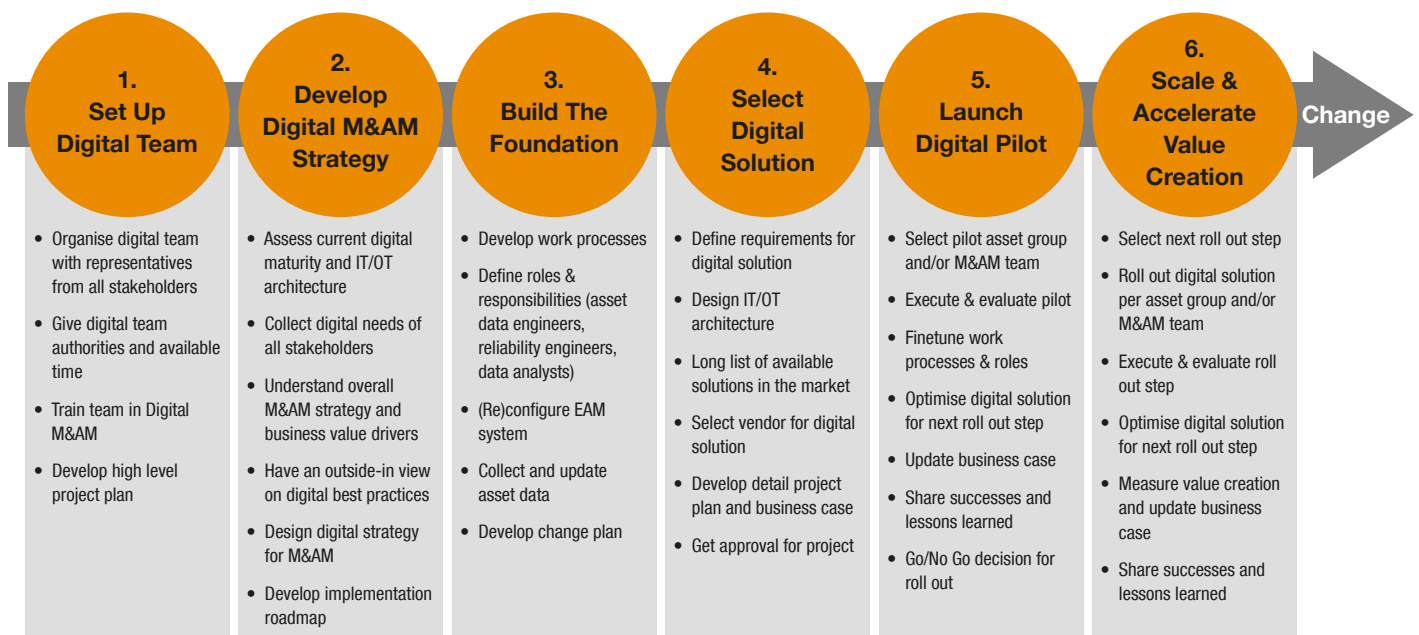 1.
Set Up
Digital Team
• Organise digital team
with representatives
from all stakeholders
• Give digital team
authorities and available
time
• Train team in Digital
M&AM
• Develop high level
project plan
2.
Develop
Digital M&AM
Strategy
• Assess current digital
maturity and IT/OT
architecture
• Collect digital needs of
all stakeholders
• Understand overall
M&AM strategy and
business value drivers
• Have an outside-in view
on digital best practices
• Design digital strategy
for M&AM
• Develop implementation
roadmap
3.
Build The
Foundation
• Develop work processes
• Define roles &
responsibilities (asset
data engineers,
reliability engineers,
data analysts)
• (Re)configure EAM
system
• Collect and update
asset data
• Develop change plan
4.
Select
Digital
Solution
• Define requirements for
digital solution
• Design IT/OT
architecture
• Long list of available
solutions in the market
• Select vendor for digital
solution
• Develop detail project
plan and business case
• Get approval for project
5.
Launch
Digital Pilot
• Select pilot asset group
and/or M&AM team
• Execute & evaluate pilot
• Finetune work
processes & roles
• Optimise digital solution
for next roll out step
• Update business case
• Share successes and
lessons learned
• Go/No Go decision for
roll out
6.
Scale &
Accelerate
Value
Creation
• Select next roll out step
• Roll out digital solution
per asset group and/or
M&AM team
• Execute & evaluate roll
out step
• Optimise digital solution
for next roll out step
• Measure value creation
and update business
case
• Share successes and
lessons learned
Change